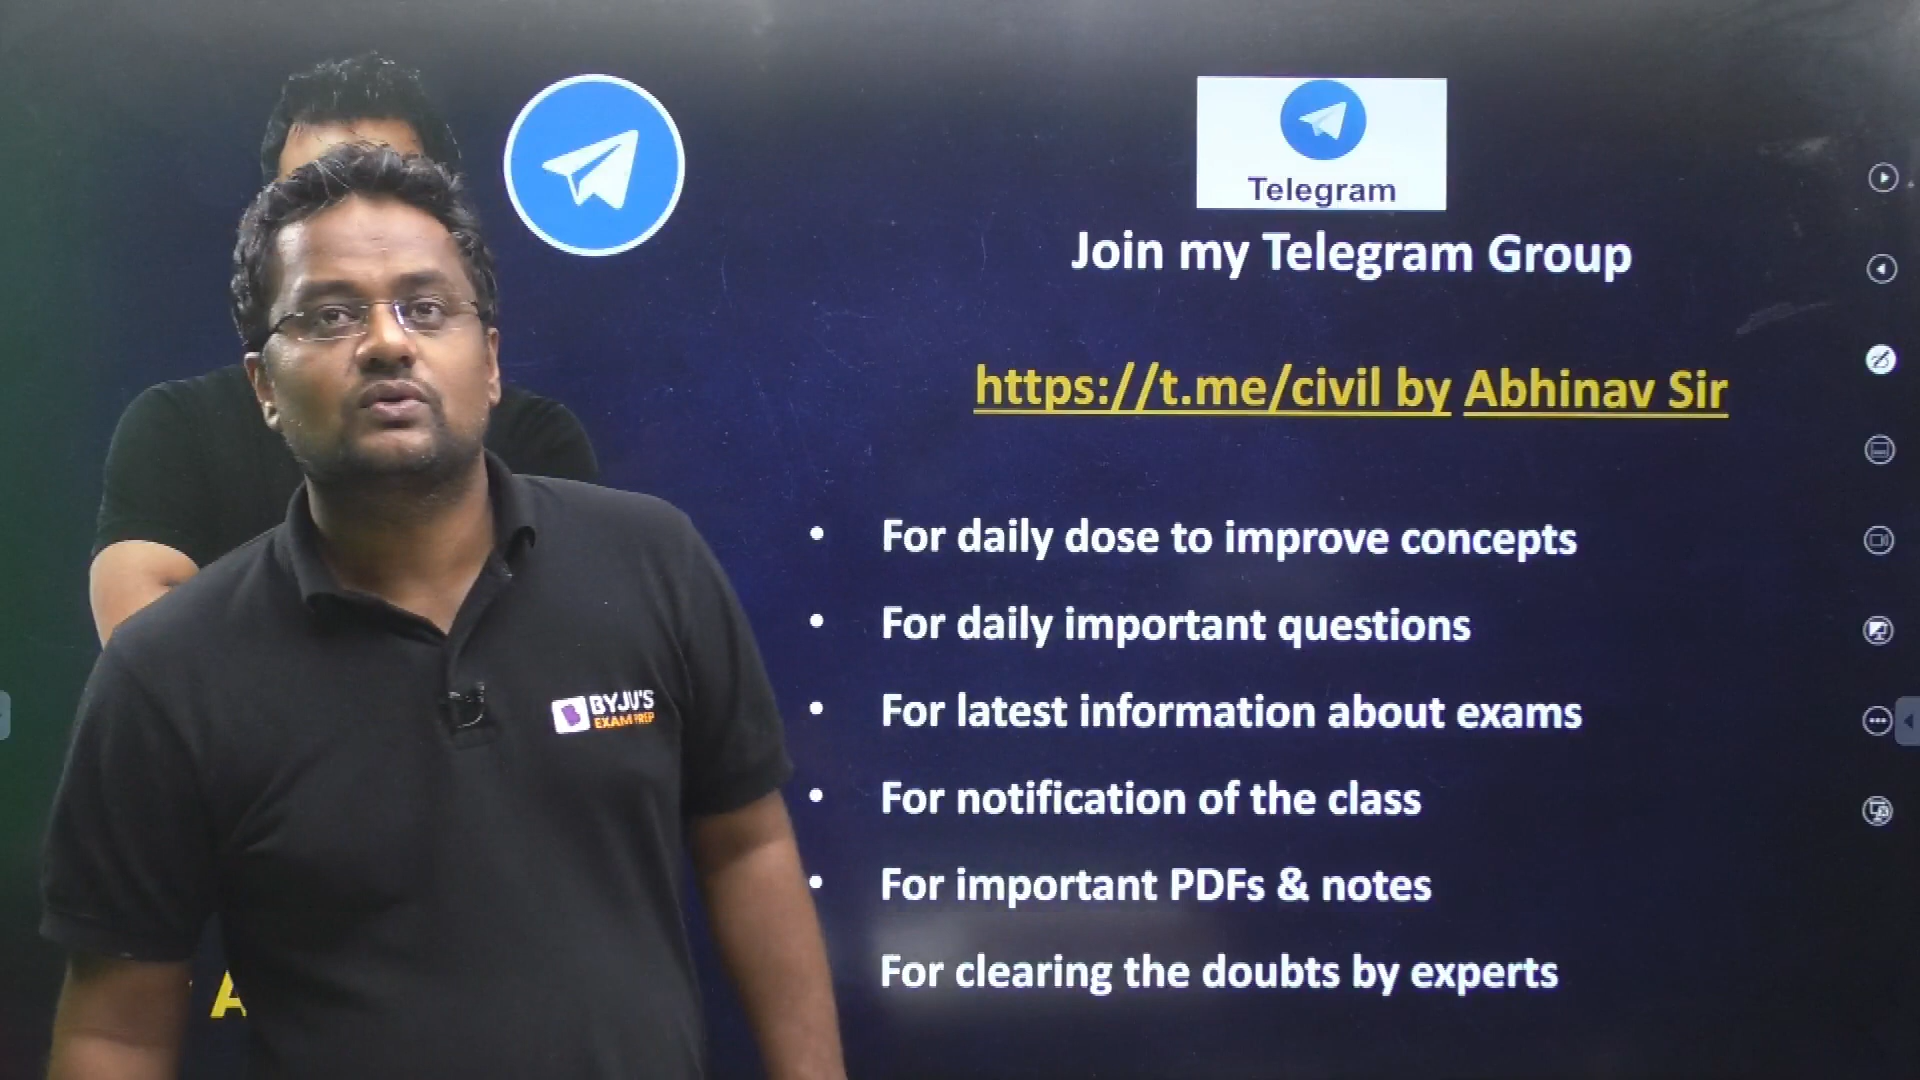 Telegram
Join my Telegram Group
https://t.me/civil by Abhinav Sir
• For daily dose to improve concepts
• For daily important questions
• For latest information about exams
• For notification of the class
• For important PDFs & notes
For clearing the doubts by experts
BYJU'S
EXAM PREP
A